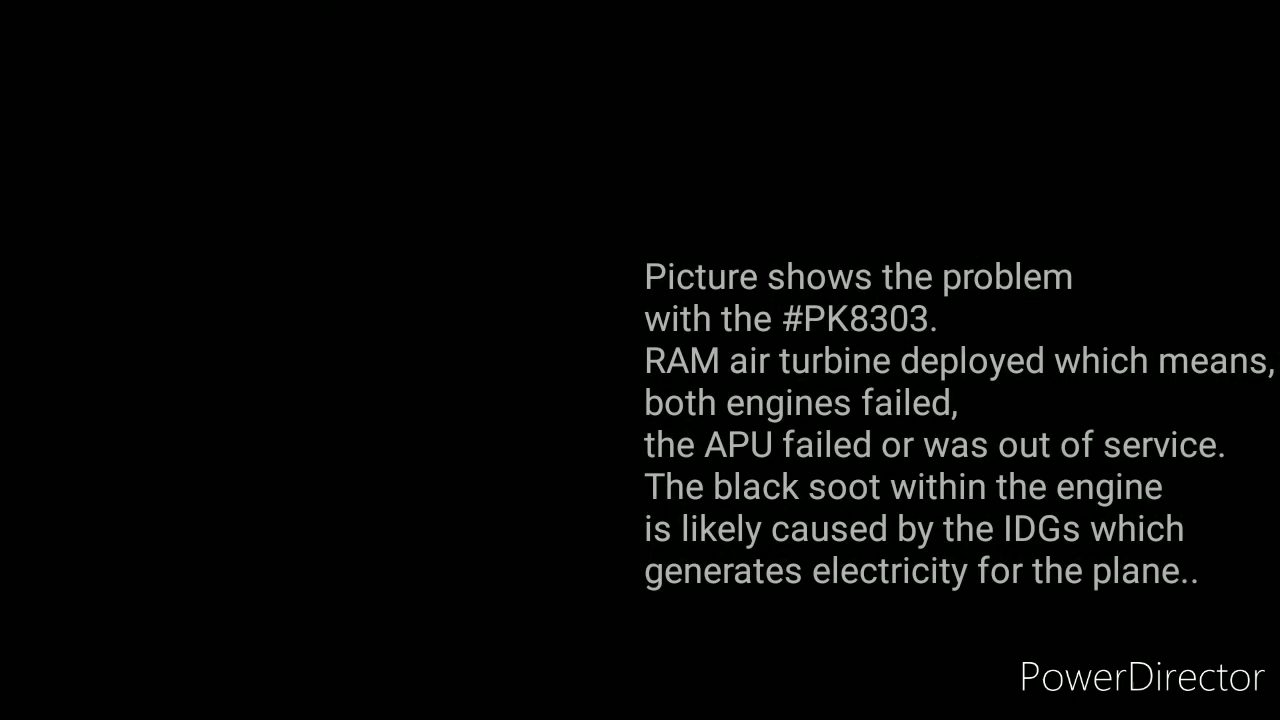 Picture shows the problem
with the #PK8303.
RAM air turbine deployed which means,
both engines failed,
the APU failed or was out of service.
The black soot within the engine
is likely caused by the IDGs which
generates electricity for the plane..
PowerDirector